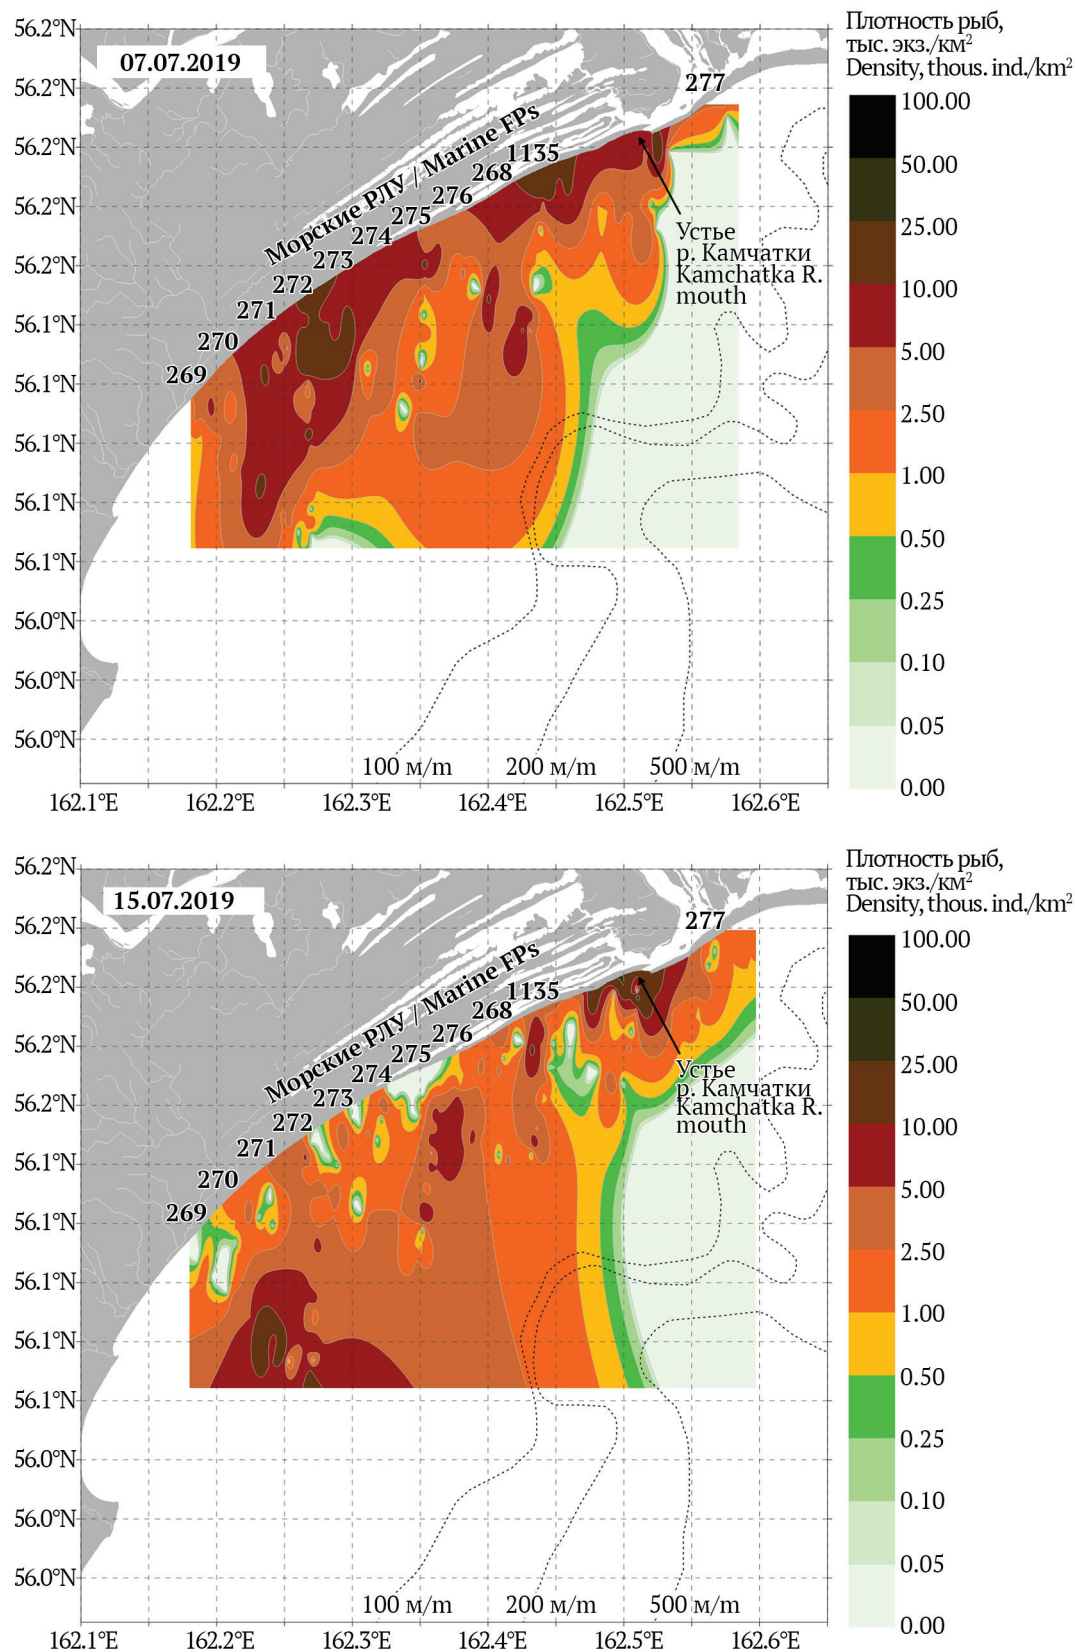 56.2°N
56.2°N
56.2°N
56.2°N
56.2°N
56.1°N
56.1°N
56.1°N
56.1°N
56.1°N
56.0°N
56.0°N
56.0°N
07.07.2019
Морские РЛУ / Marine FPs
277
1135
268
276
275
274
273
272
271
270
269
Устье
р. Камчатки
Kamchatka R.
mouth
100 м/m
200 м/m
500 м/m
162.1°E
162.2°E
162.3°E
162.4°E
162.5°E
162.6°E
Плотность рыб,
тыс. экз./км²
Density, thous. ind./km²
100.00
50.00
25.00
10.00
5.00
2.50
1.00
0.50
0.25
0.10
0.05
0.00
56.2°N
56.2°N
56.2°N
56.2°N
56.2°N
56.1°N
56.1°N
56.1°N
56.1°N
56.1°N
56.0°N
56.0°N
56.0°N
15.07.2019
Морские РЛУ / Marine FPs
277
1135
268
276
275
274
273
272
271
270
269
Устье
р. Камчатки
Kamchatka R.
mouth
100 м/m
200 м/m
500 м/m
162.1°E
162.2°E
162.3°E
162.4°E
162.5°E
162.6°E
Плотность рыб,
тыс. экз./км²
Density, thous. ind./km²
100.00
50.00
25.00
10.00
5.00
2.50
1.00
0.50
0.25
0.10
0.05
0.00